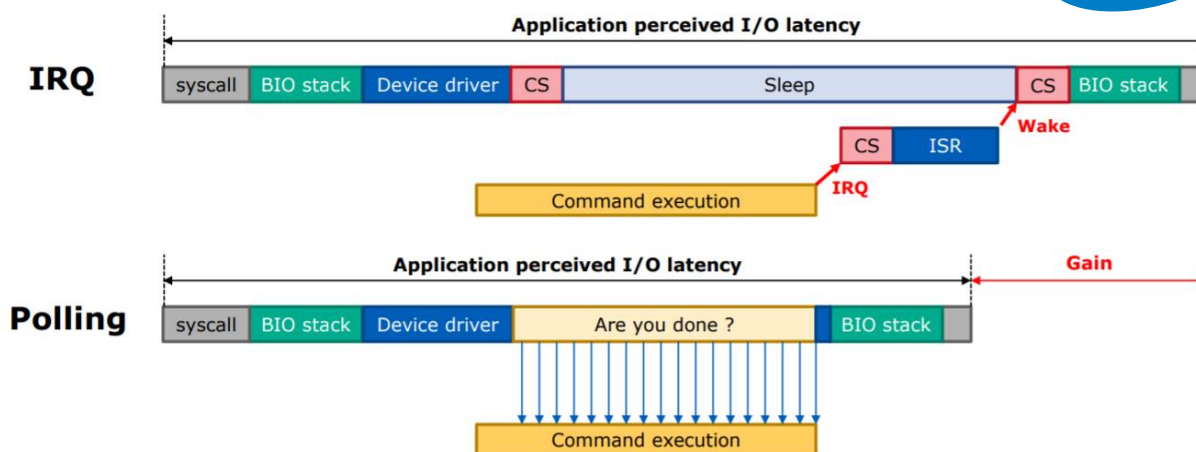 Application perceived I/O latency
IRQ
syscall BIO stack Device driver CS Sleep CS BIO stack
Wake
CS ISR
IRQ
Command execution
Application perceived I/O latency Gain
Polling
syscall BIO stack Device driver Are you done ? BIO stack
Command execution